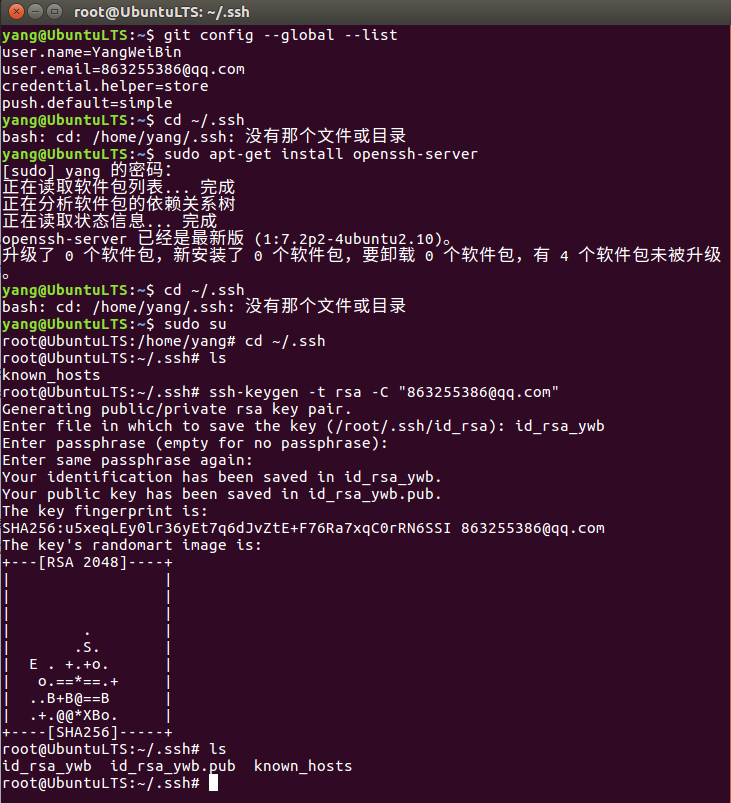 root@UbuntuLTS: ~/.ssh
yang@UbuntuLTS:~$ git config --global --list
user.name=YangWeiBin
user.email=863255386@qq.com
credential.helper=store
push.default=simple
yang@UbuntuLTS:~$ cd ~/.ssh
bash: cd: /home/yang/.ssh: 没有那个文件或目录
yang@UbuntuLTS:~$ sudo apt-get install openssh-server
[sudo] yang 的密码：
正在读取软件包列表... 完成
正在分析软件包的依赖关系树
正在读取状态信息... 完成
openssh-server 已经是最新版 (1:7.2p2-4ubuntu2.10)。
升级了 0 个软件包，新安装了 0 个软件包，要卸载 0 个软件包，有 4 个软件包未被升级
。
yang@UbuntuLTS:~$ cd ~/.ssh
bash: cd: /home/yang/.ssh: 没有那个文件或目录
yang@UbuntuLTS:~$ sudo su
root@UbuntuLTS:/home/yang# cd ~/.ssh
root@UbuntuLTS:~/.ssh# ls
known_hosts
root@UbuntuLTS:~/.ssh# ssh-keygen -t rsa -C "863255386@qq.com"
Generating public/private rsa key pair.
Enter file in which to save the key (/root/.ssh/id_rsa): id_rsa_ywb
Enter passphrase (empty for no passphrase):
Enter same passphrase again:
Your identification has been saved in id_rsa_ywb.
Your public key has been saved in id_rsa_ywb.pub.
The key fingerprint is:
SHA256:u5xeqLEy0lr36yEt7q6dJvZtE+F76Ra7xqC0rRN6SSI 863255386@qq.com
The key's randomart image is:
+---[RSA 2048]----+
|                 |
|                 |
|                 |
|        .        |
|       .S.       |
|  E . +.+o.      |
|   o.==*==.+     |
|  ..B+B@==B      |
|  .+.@@*XBo.     |
+----[SHA256]-----+
root@UbuntuLTS:~/.ssh# ls
id_rsa_ywb  id_rsa_ywb.pub  known_hosts
root@UbuntuLTS:~/.ssh#